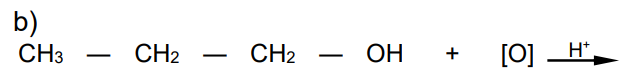 b)
CH₃ — CH₂ — CH₂ — OH + [O] H⁺